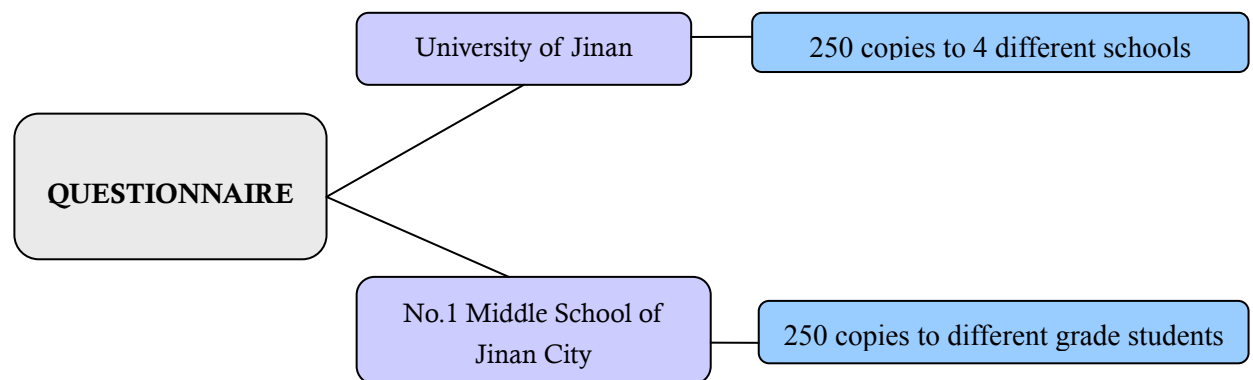 QUESTIONNAIRE
University of Jinan
250 copies to 4 different schools
No.1 Middle School of
Jinan City
250 copies to different grade students